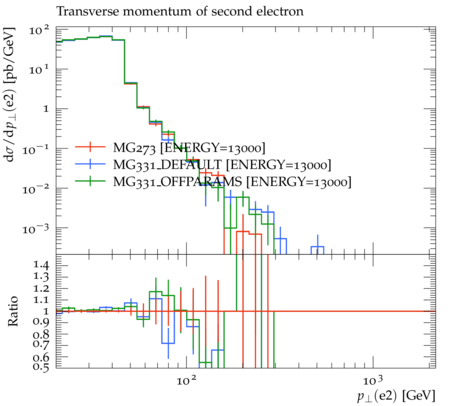 Transverse momentum of second electron
dσ/dp⊥(e2) [pb/GeV]
10²
10¹
1
10⁻¹
10⁻²
10⁻³
MG273 [ENERGY=13000]
MG331_DEFAULT [ENERGY=13000]
MG331_OFFPARAMS [ENERGY=13000]
Ratio
1.4
1.3
1.2
1.1
1
0.9
0.8
0.7
0.6
0.5
10² 10³
p⊥(e2) [GeV]